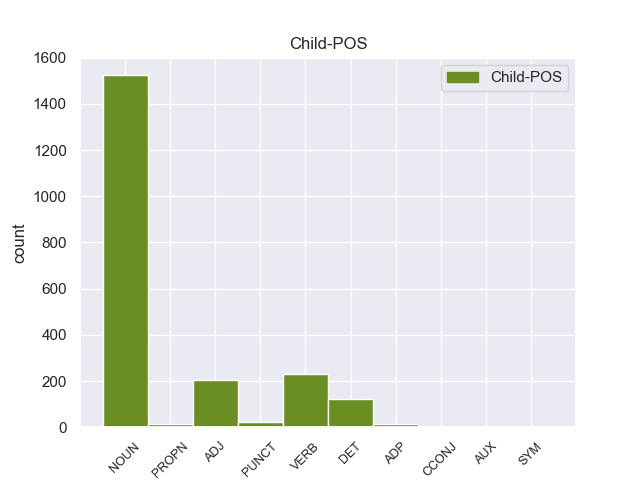 Child-POS
Child-POS
1600
1400
1200
1000
800
600
400
200
0
count
NOUN
PROPN
ADJ
PUNCT
VERB
DET
ADP
CCONJ
AUX
SYM